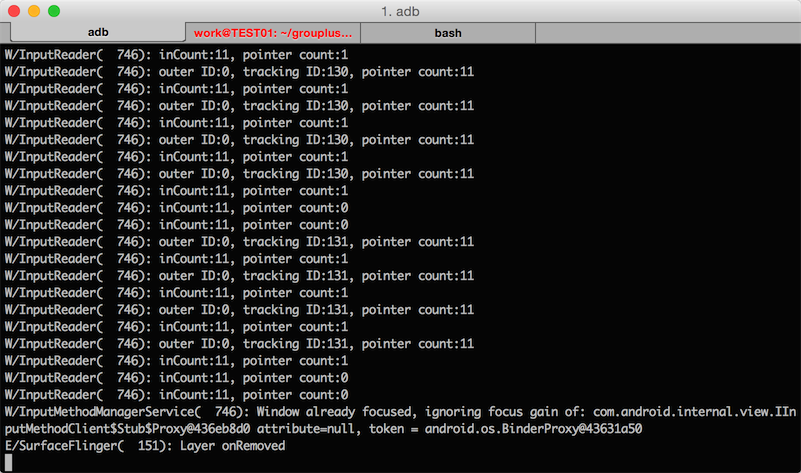 1. adb
adb
work@TEST01: ~/grouplus...
bash
W/InputReader(  746): inCount:11, pointer count:1
W/InputReader(  746): outer ID:0, tracking ID:130, pointer count:11
W/InputReader(  746): inCount:11, pointer count:1
W/InputReader(  746): outer ID:0, tracking ID:130, pointer count:11
W/InputReader(  746): inCount:11, pointer count:1
W/InputReader(  746): outer ID:0, tracking ID:130, pointer count:11
W/InputReader(  746): inCount:11, pointer count:1
W/InputReader(  746): outer ID:0, tracking ID:130, pointer count:11
W/InputReader(  746): inCount:11, pointer count:1
W/InputReader(  746): inCount:11, pointer count:0
W/InputReader(  746): inCount:11, pointer count:0
W/InputReader(  746): outer ID:0, tracking ID:131, pointer count:11
W/InputReader(  746): inCount:11, pointer count:1
W/InputReader(  746): outer ID:0, tracking ID:131, pointer count:11
W/InputReader(  746): inCount:11, pointer count:1
W/InputReader(  746): outer ID:0, tracking ID:131, pointer count:11
W/InputReader(  746): inCount:11, pointer count:1
W/InputReader(  746): outer ID:0, tracking ID:131, pointer count:11
W/InputReader(  746): inCount:11, pointer count:1
W/InputReader(  746): inCount:11, pointer count:0
W/InputReader(  746): inCount:11, pointer count:0
W/InputMethodManagerService(  746): Window already focused, ignoring focus gain of: com.android.internal.view.IIn
putMethodClient$Stub$Proxy@436eb8d0 attribute=null, token = android.os.BinderProxy@43631a50
E/SurfaceFlinger(  151): Layer onRemoved